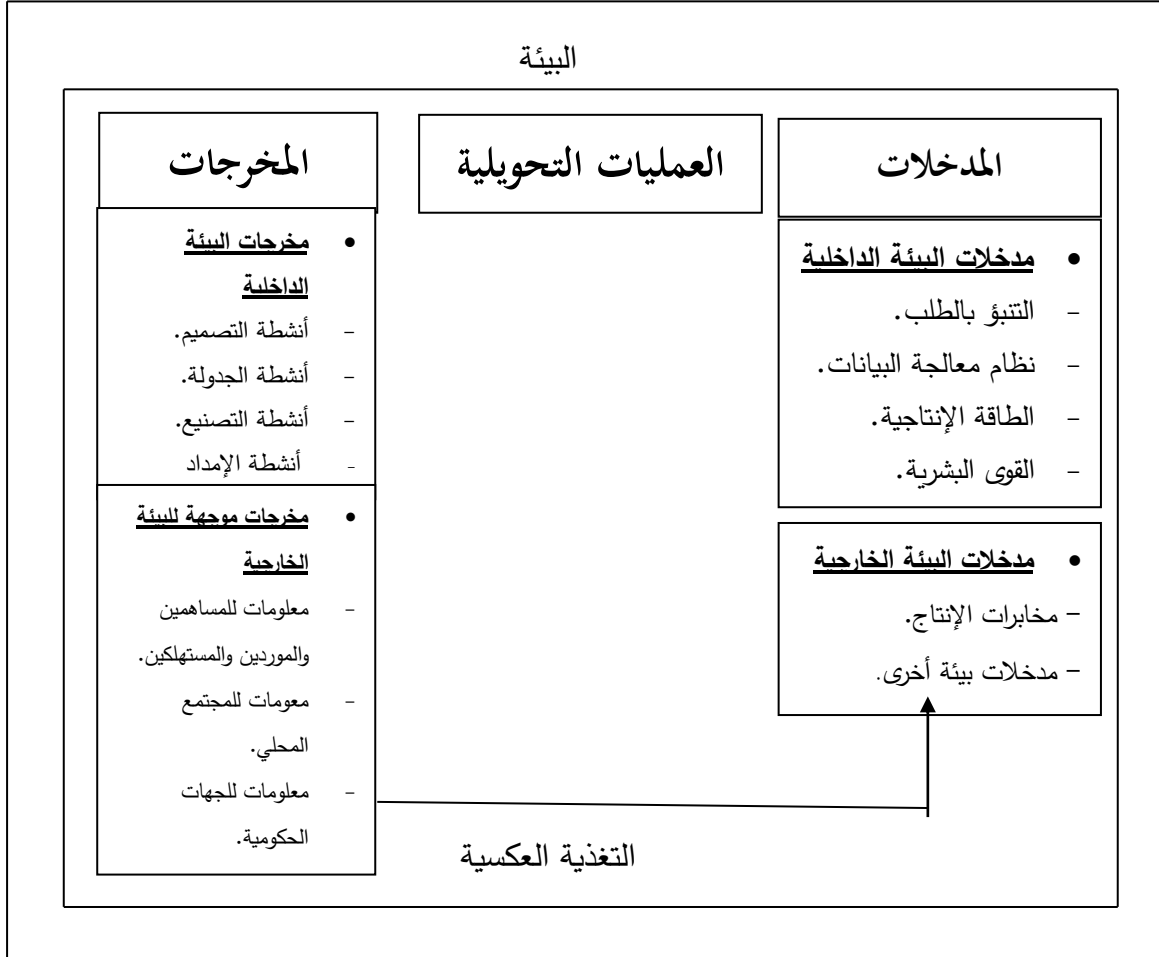 البيئة
المدخلات
العمليات التحويلية
المخرجات
• مدخلات البيئة الداخلية
- التنبؤ بالطلب.
- نظام معالجة البيانات.
- الطاقة الإنتاجية.
- القوى البشرية.
• مدخلات البيئة الخارجية
- مخابرات الإنتاج.
- مدخلات بيئة أخرى.
• مخرجات البيئة
الداخلية
- أنشطة التصميم.
- أنشطة الجدولة.
- أنشطة التصنيع.
- أنشطة الإمداد
• مخرجات موجهة للبيئة
الخارجية
- معلومات للمساهمين
والموردين والمستهلكين.
- معومات للمجتمع
المحلي.
- معلومات للجهات
الحكومية.
التغذية العكسية